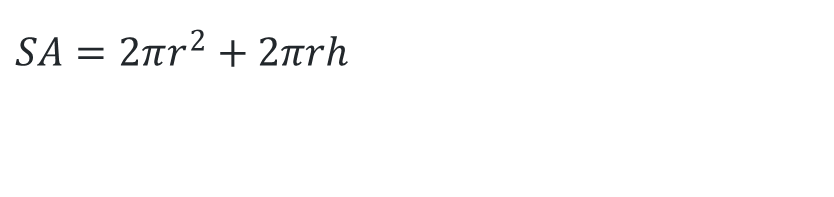 SA = 2πr² + 2πrh